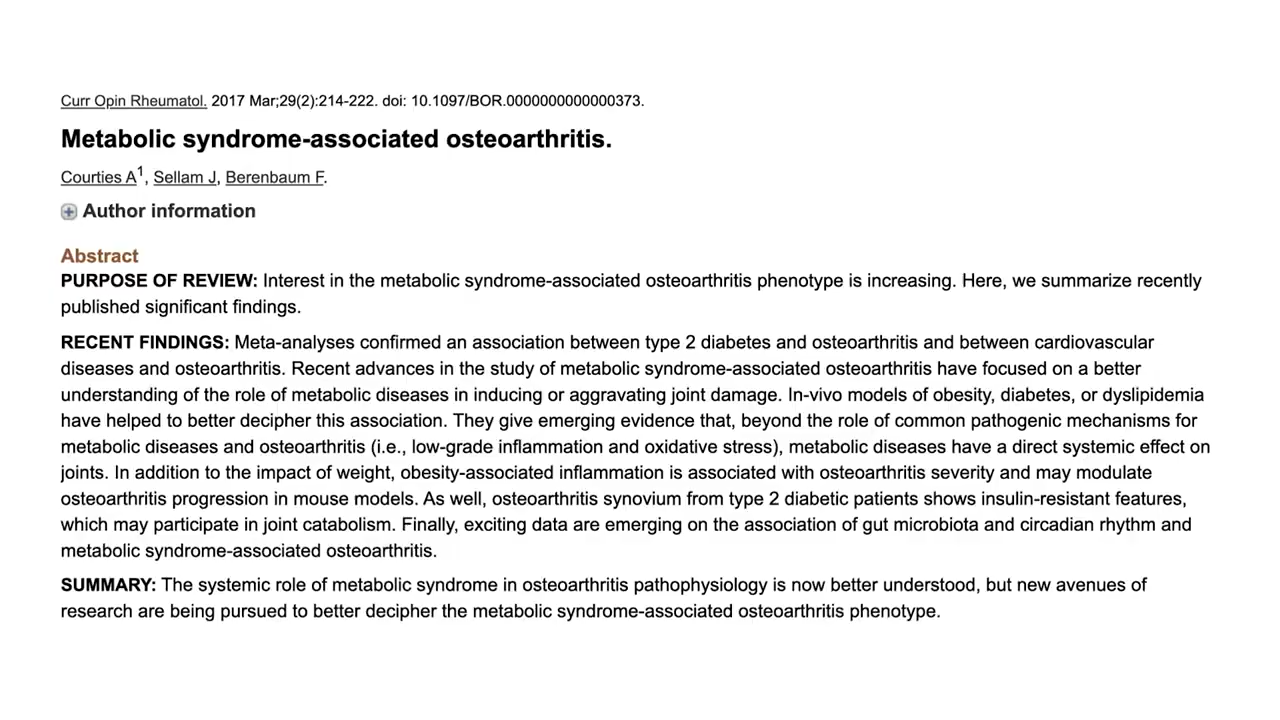 Curr Opin Rheumatol. 2017 Mar;29(2):214-222. doi: 10.1097/BOR.0000000000000373.
Metabolic syndrome-associated osteoarthritis.
Courties A1, Sellam J, Berenbaum F.
Author information
Abstract
PURPOSE OF REVIEW: Interest in the metabolic syndrome-associated osteoarthritis phenotype is increasing. Here, we summarize recently
published significant findings.
RECENT FINDINGS: Meta-analyses confirmed an association between type 2 diabetes and osteoarthritis and between cardiovascular
diseases and osteoarthritis. Recent advances in the study of metabolic syndrome-associated osteoarthritis have focused on a better
understanding of the role of metabolic diseases in inducing or aggravating joint damage. In-vivo models of obesity, diabetes, or dyslipidemia
have helped to better decipher this association. They give emerging evidence that, beyond the role of common pathogenic mechanisms for
metabolic diseases and osteoarthritis (i.e., low-grade inflammation and oxidative stress), metabolic diseases have a direct systemic effect on
joints. In addition to the impact of weight, obesity-associated inflammation is associated with osteoarthritis severity and may modulate
osteoarthritis progression in mouse models. As well, osteoarthritis synovium from type 2 diabetic patients shows insulin-resistant features,
which may participate in joint catabolism. Finally, exciting data are emerging on the association of gut microbiota and circadian rhythm and
metabolic syndrome-associated osteoarthritis.
SUMMARY: The systemic role of metabolic syndrome in osteoarthritis pathophysiology is now better understood, but new avenues of
research are being pursued to better decipher the metabolic syndrome-associated osteoarthritis phenotype.